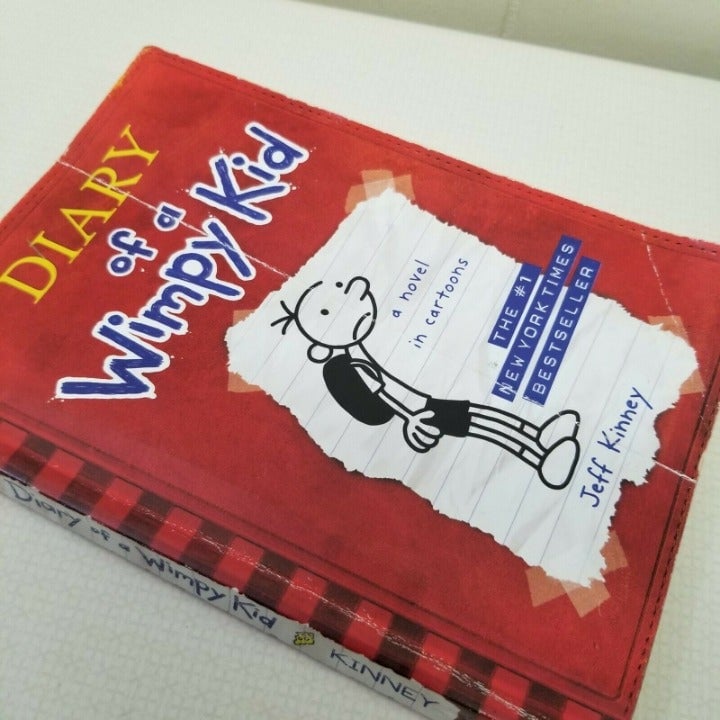 DIARY
of a
Wimpy Kid
a novel
in cartoons
THE #1
NEW YORK TIMES
BESTSELLER
Jeff Kinney
Diary of a Wimpy Kid KINNEY